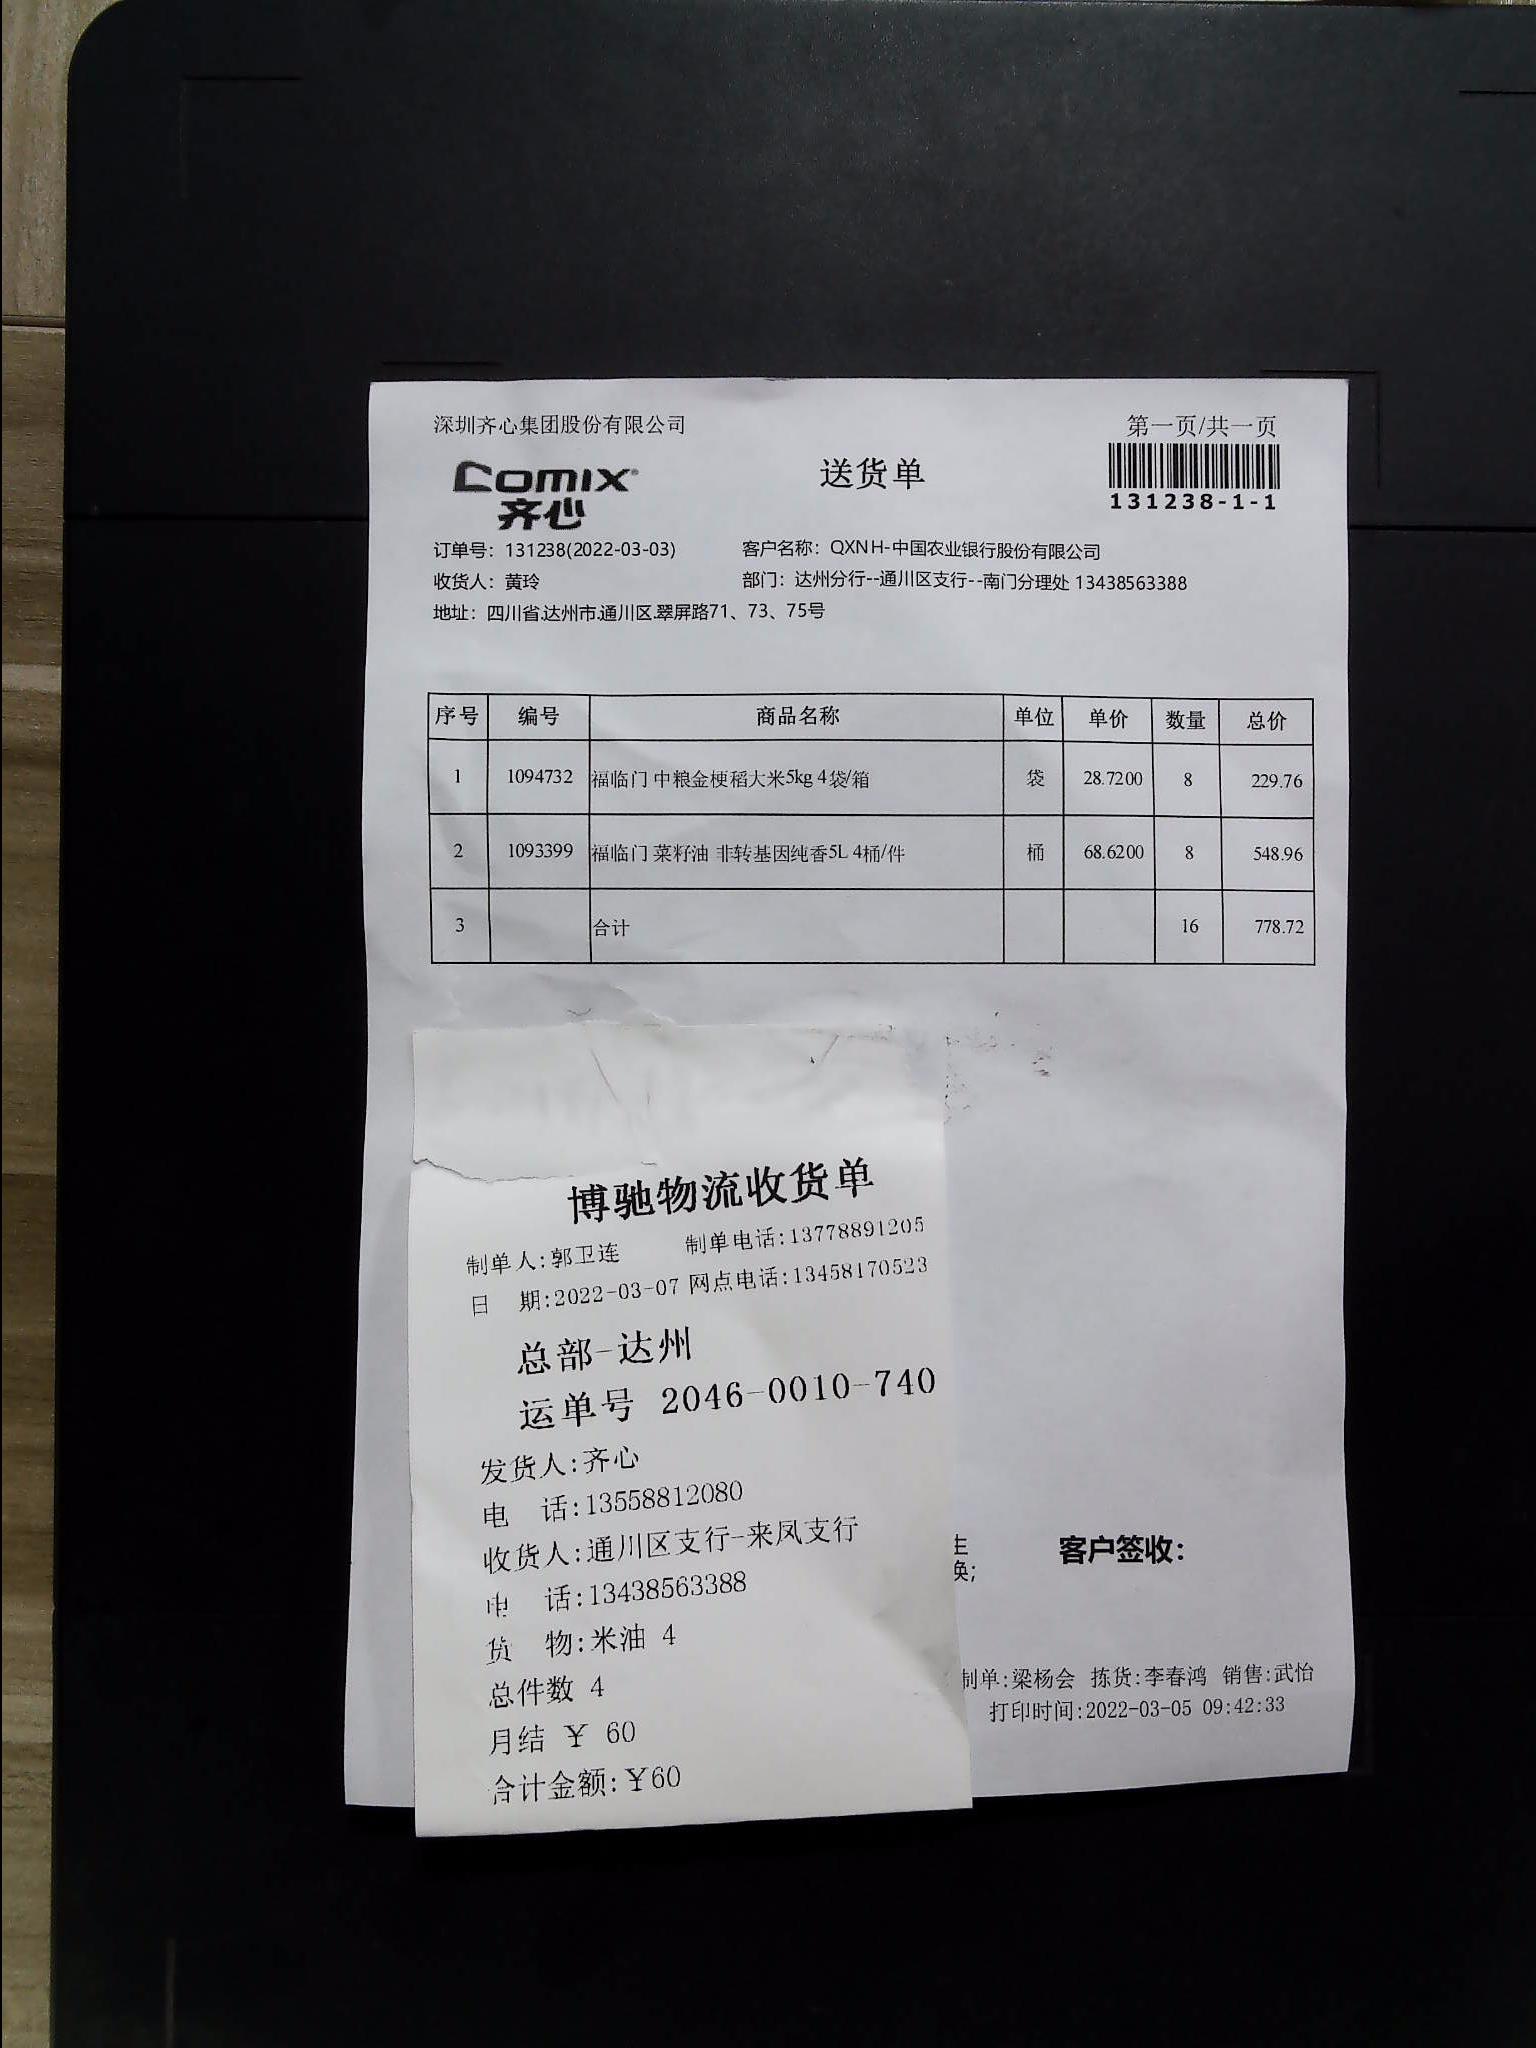 深圳齐心集团股份有限公司
第一页/共一页
Comix
齐心
送货单
131238-1-1
订单号：131238(2022-03-03)
客户名称：QXNH-中国农业银行股份有限公司
收货人：黄玲
部门：达州分行--通川区支行--南门分理处 13438563388
地址：四川省.达州市.通川区.翠屏路71、73、75号
序号 编号 商品名称 单位 单价 数量 总价
1 1094732 福临门 中粮金梗稻大米5kg 4袋/箱 袋 28.7200 8 229.76
2 1093399 福临门 菜籽油 非转基因纯香5L 4桶/件 桶 68.6200 8 548.96
3 合计 16 778.72
博驰物流收货单
制单人:郭卫连 制单电话:13778891205
日 期:2022-03-07 网点电话:13458170523
总部-达州
运单号 2046-0010-740
发货人:齐心
电 话:13558812080
收货人:通川区支行-来凤支行
电 话:13438563388
货 物:米油 4
总件数 4
月结 ¥ 60
合计金额:¥60
换;
客户签收：
制单:梁杨会 拣货:李春鸿 销售:武怡
打印时间:2022-03-05 09:42:33